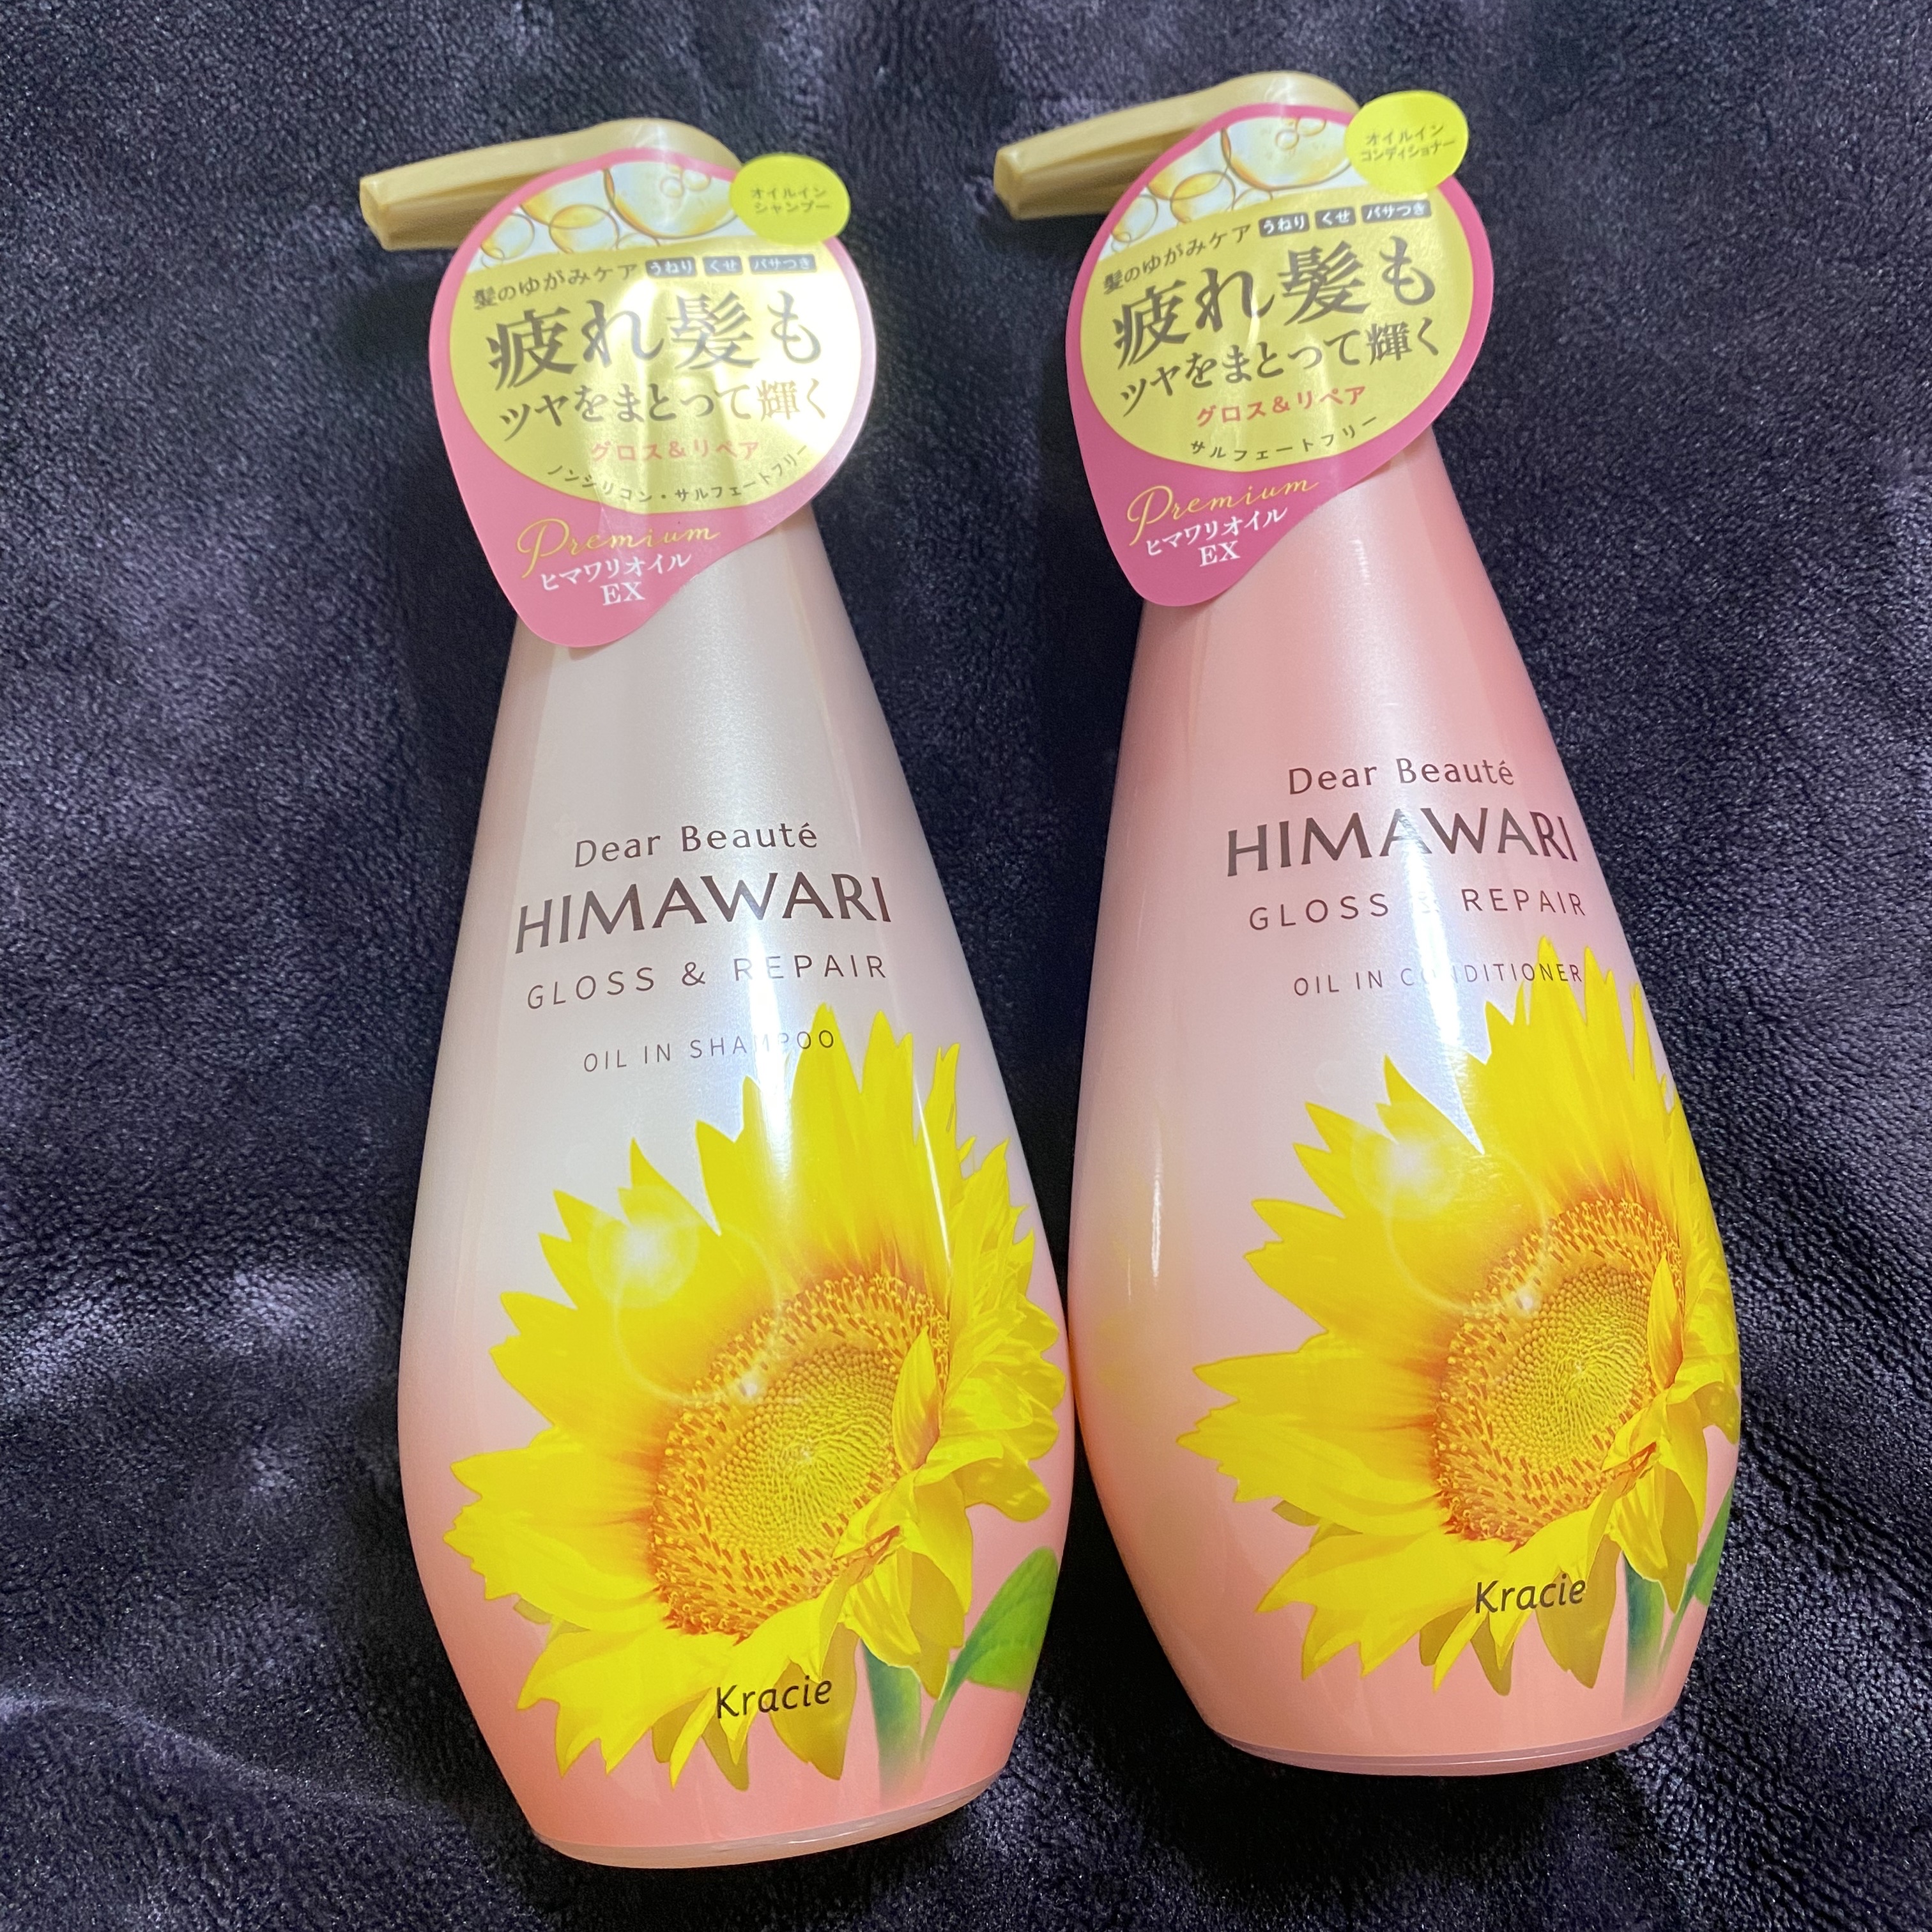 オイルイン
シャンプー
髪のゆがみケア うねり くせ パサつき
疲れ髪も
ツヤをまとって輝く
グロス&リペア
ノンシリコン・サルフェートフリー
Premium
ヒマワリオイル
EX
Dear Beauté
HIMAWARI
GLOSS & REPAIR
OIL IN SHAMPOO
Kracie
オイルイン
コンディショナー
髪のゆがみケア うねり くせ パサつき
疲れ髪も
ツヤをまとって輝く
グロス&リペア
サルフェートフリー
Premium
ヒマワリオイル
EX
Dear Beauté
HIMAWARI
GLOSS & REPAIR
OIL IN CONDITIONER
Kracie